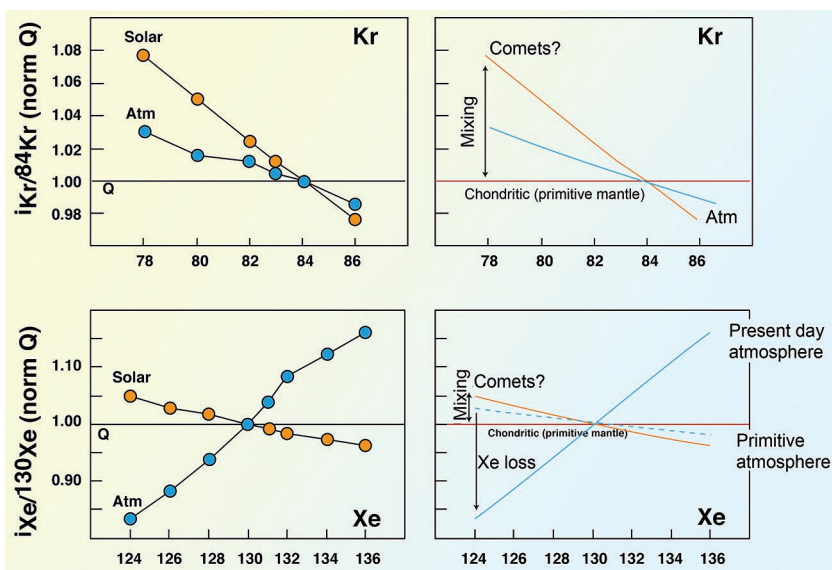 iKr/84Kr (norm Q)
1.08
1.06
1.04
1.02
1.00
0.98
Solar
Kr
Atm
Q
78 80 82 84 86
Kr
Comets?
Mixing
Chondritic (primitive mantle)
Atm
78 80 82 84 86
iXe/130Xe (norm Q)
1.10
1.00
0.90
Solar
Q
Atm
Xe
124 126 128 130 132 134 136
Present day
atmosphere
Comets?
Mixing
Chondritic (primitive mantle)
Primitive
atmosphere
Xe loss
Xe
124 126 128 130 132 134 136